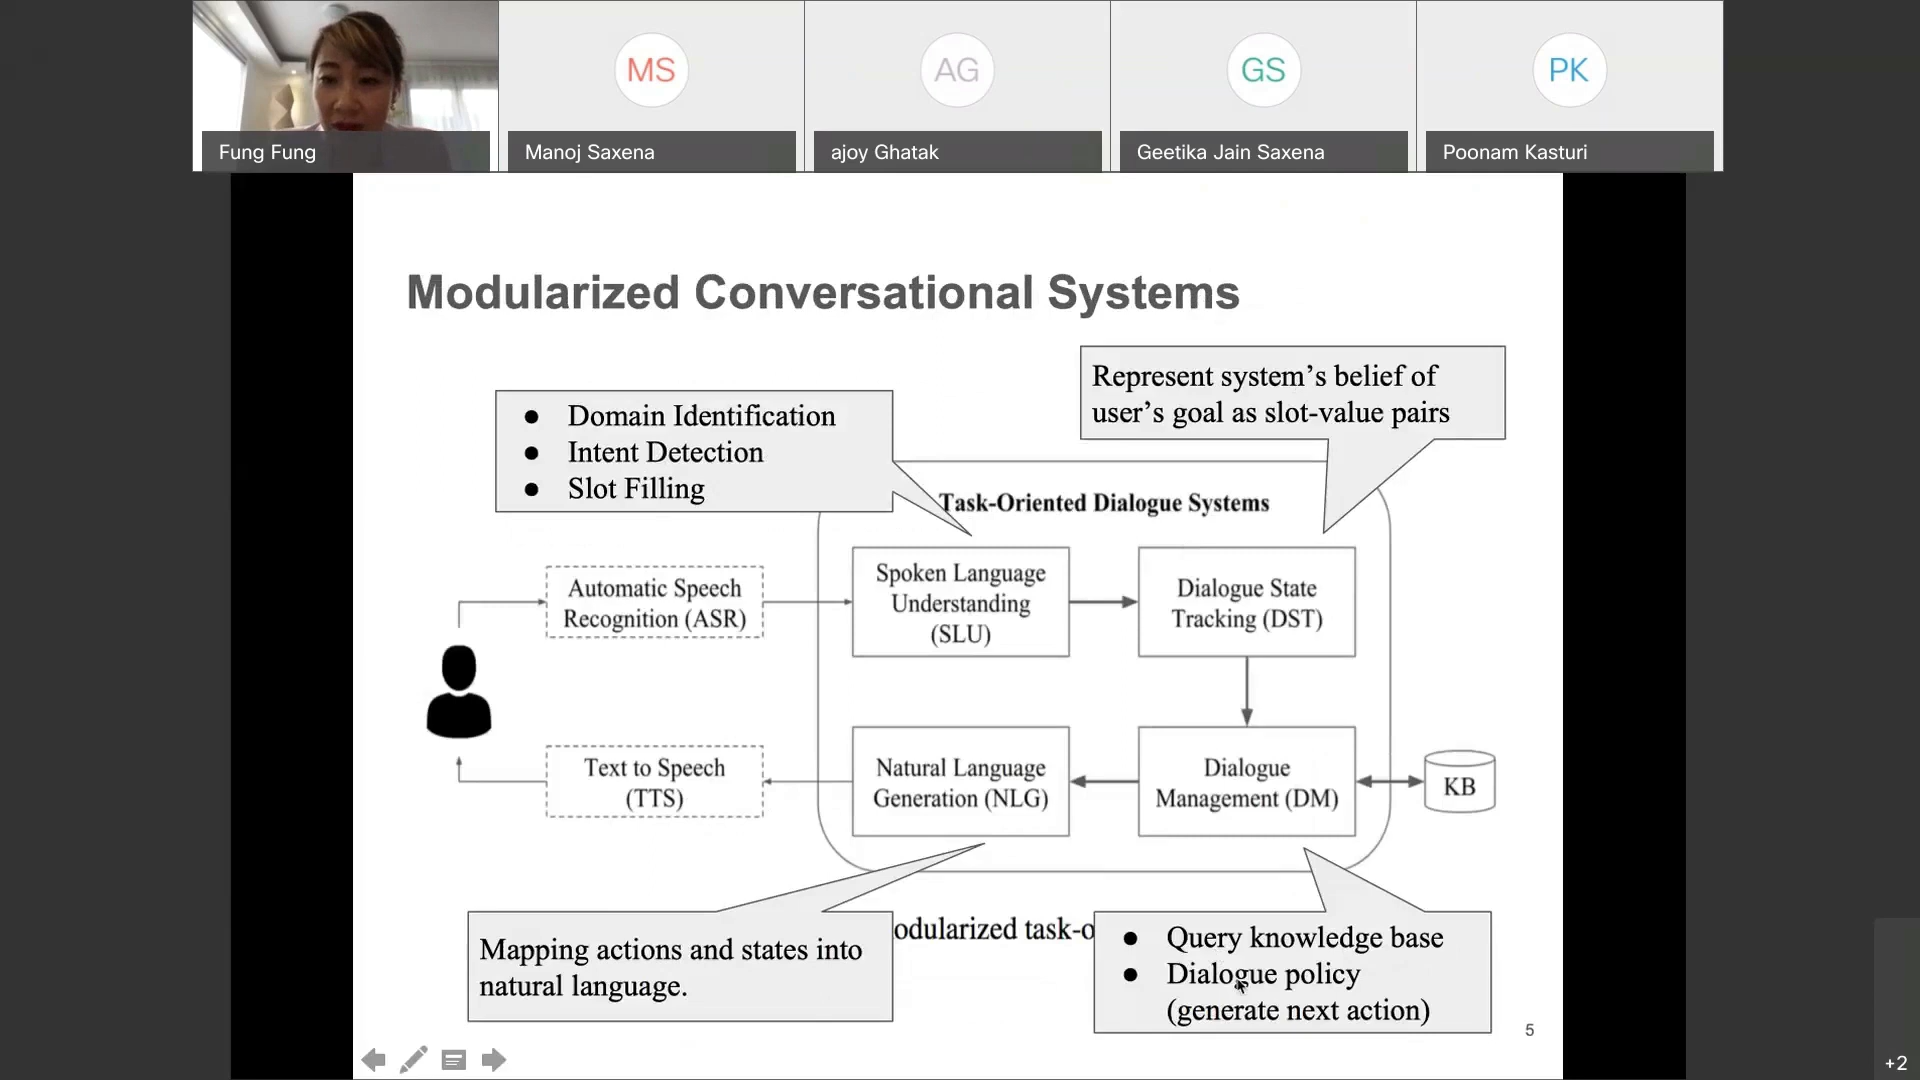 MS
AG
GS
PK
Fung Fung
Manoj Saxena
ajoy Ghatak
Geetika Jain Saxena
Poonam Kasturi
Modularized Conversational Systems
Represent system’s belief of
user’s goal as slot-value pairs
● Domain Identification
● Intent Detection
● Slot Filling
Task-Oriented Dialogue Systems
Automatic Speech
Recognition (ASR)
Spoken Language
Understanding
(SLU)
Dialogue State
Tracking (DST)
Text to Speech
(TTS)
Natural Language
Generation (NLG)
Dialogue
Management (DM)
KB
Mapping actions and states into
natural language.
odularized task-o
● Query knowledge base
● Dialogue policy
(generate next action)
5
+2